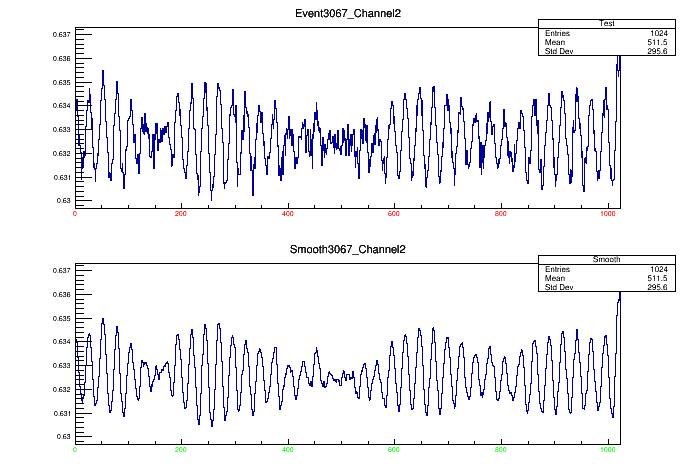 Event3067_Channel2
Test
Entries 1024
Mean 511.5
Std Dev 295.6
0.637
0.636
0.635
0.634
0.633
0.632
0.631
0.63
0 200 400 600 800 1000
Smooth3067_Channel2
Smooth
Entries 1024
Mean 511.5
Std Dev 295.6
0.637
0.636
0.635
0.634
0.633
0.632
0.631
0.63
0 200 400 600 800 1000